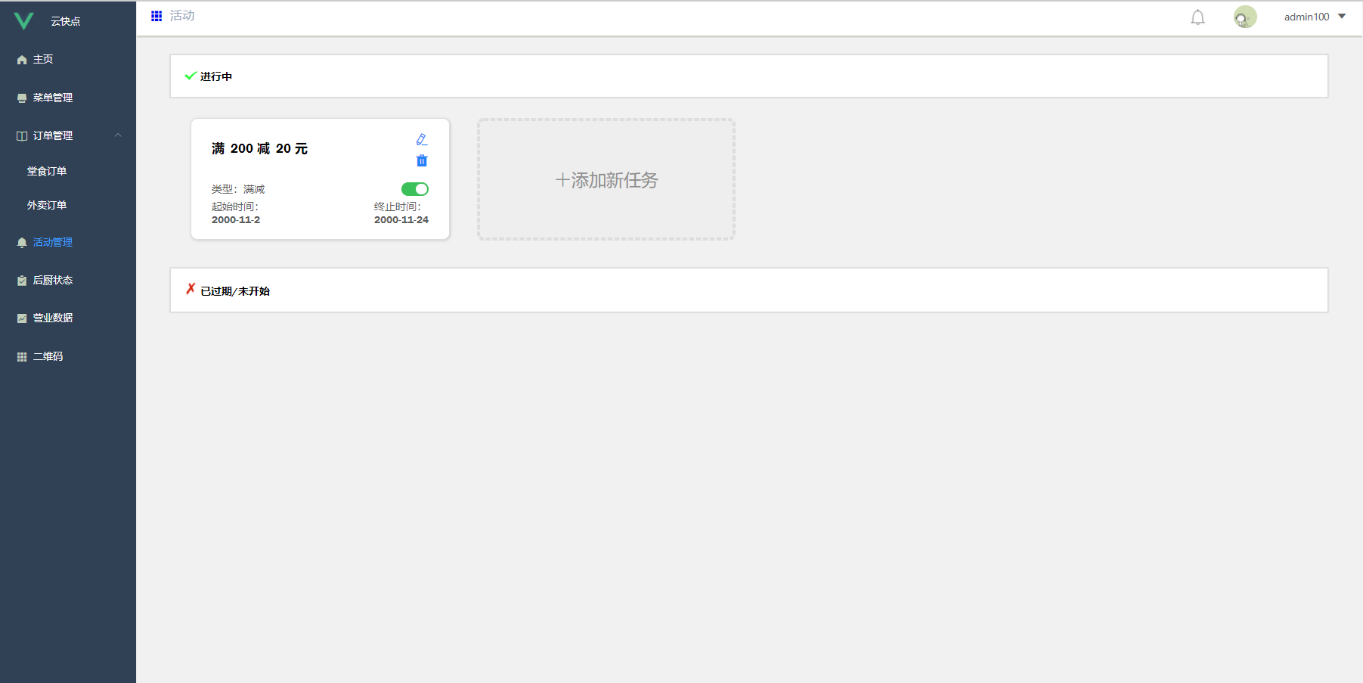 云快点
活动
admin100
主页
菜单管理
订单管理
堂食订单
外卖订单
活动管理
后厨状态
营业数据
二维码
进行中
满 200 减 20 元
类型：满减
起始时间：
2000-11-2
终止时间：
2000-11-24
+添加新任务
已过期/未开始